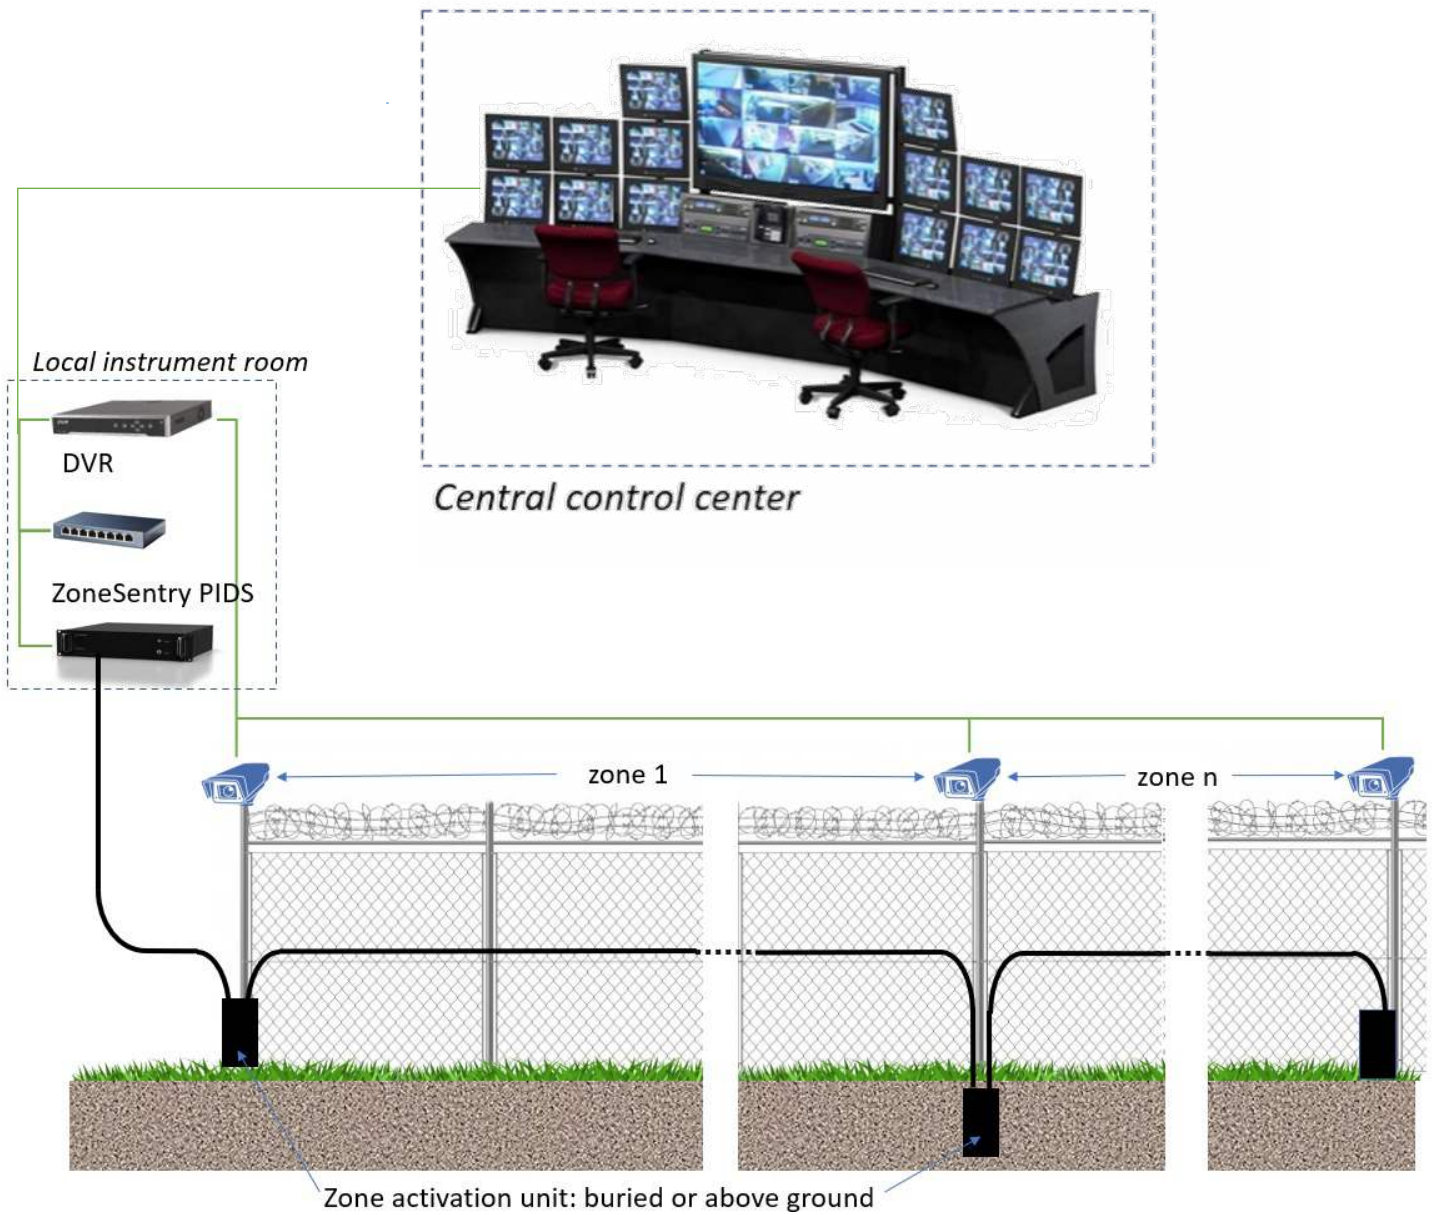 Local instrument room
DVR
ZoneSentry PIDS
Central control center
zone 1
zone n
Zone activation unit: buried or above ground